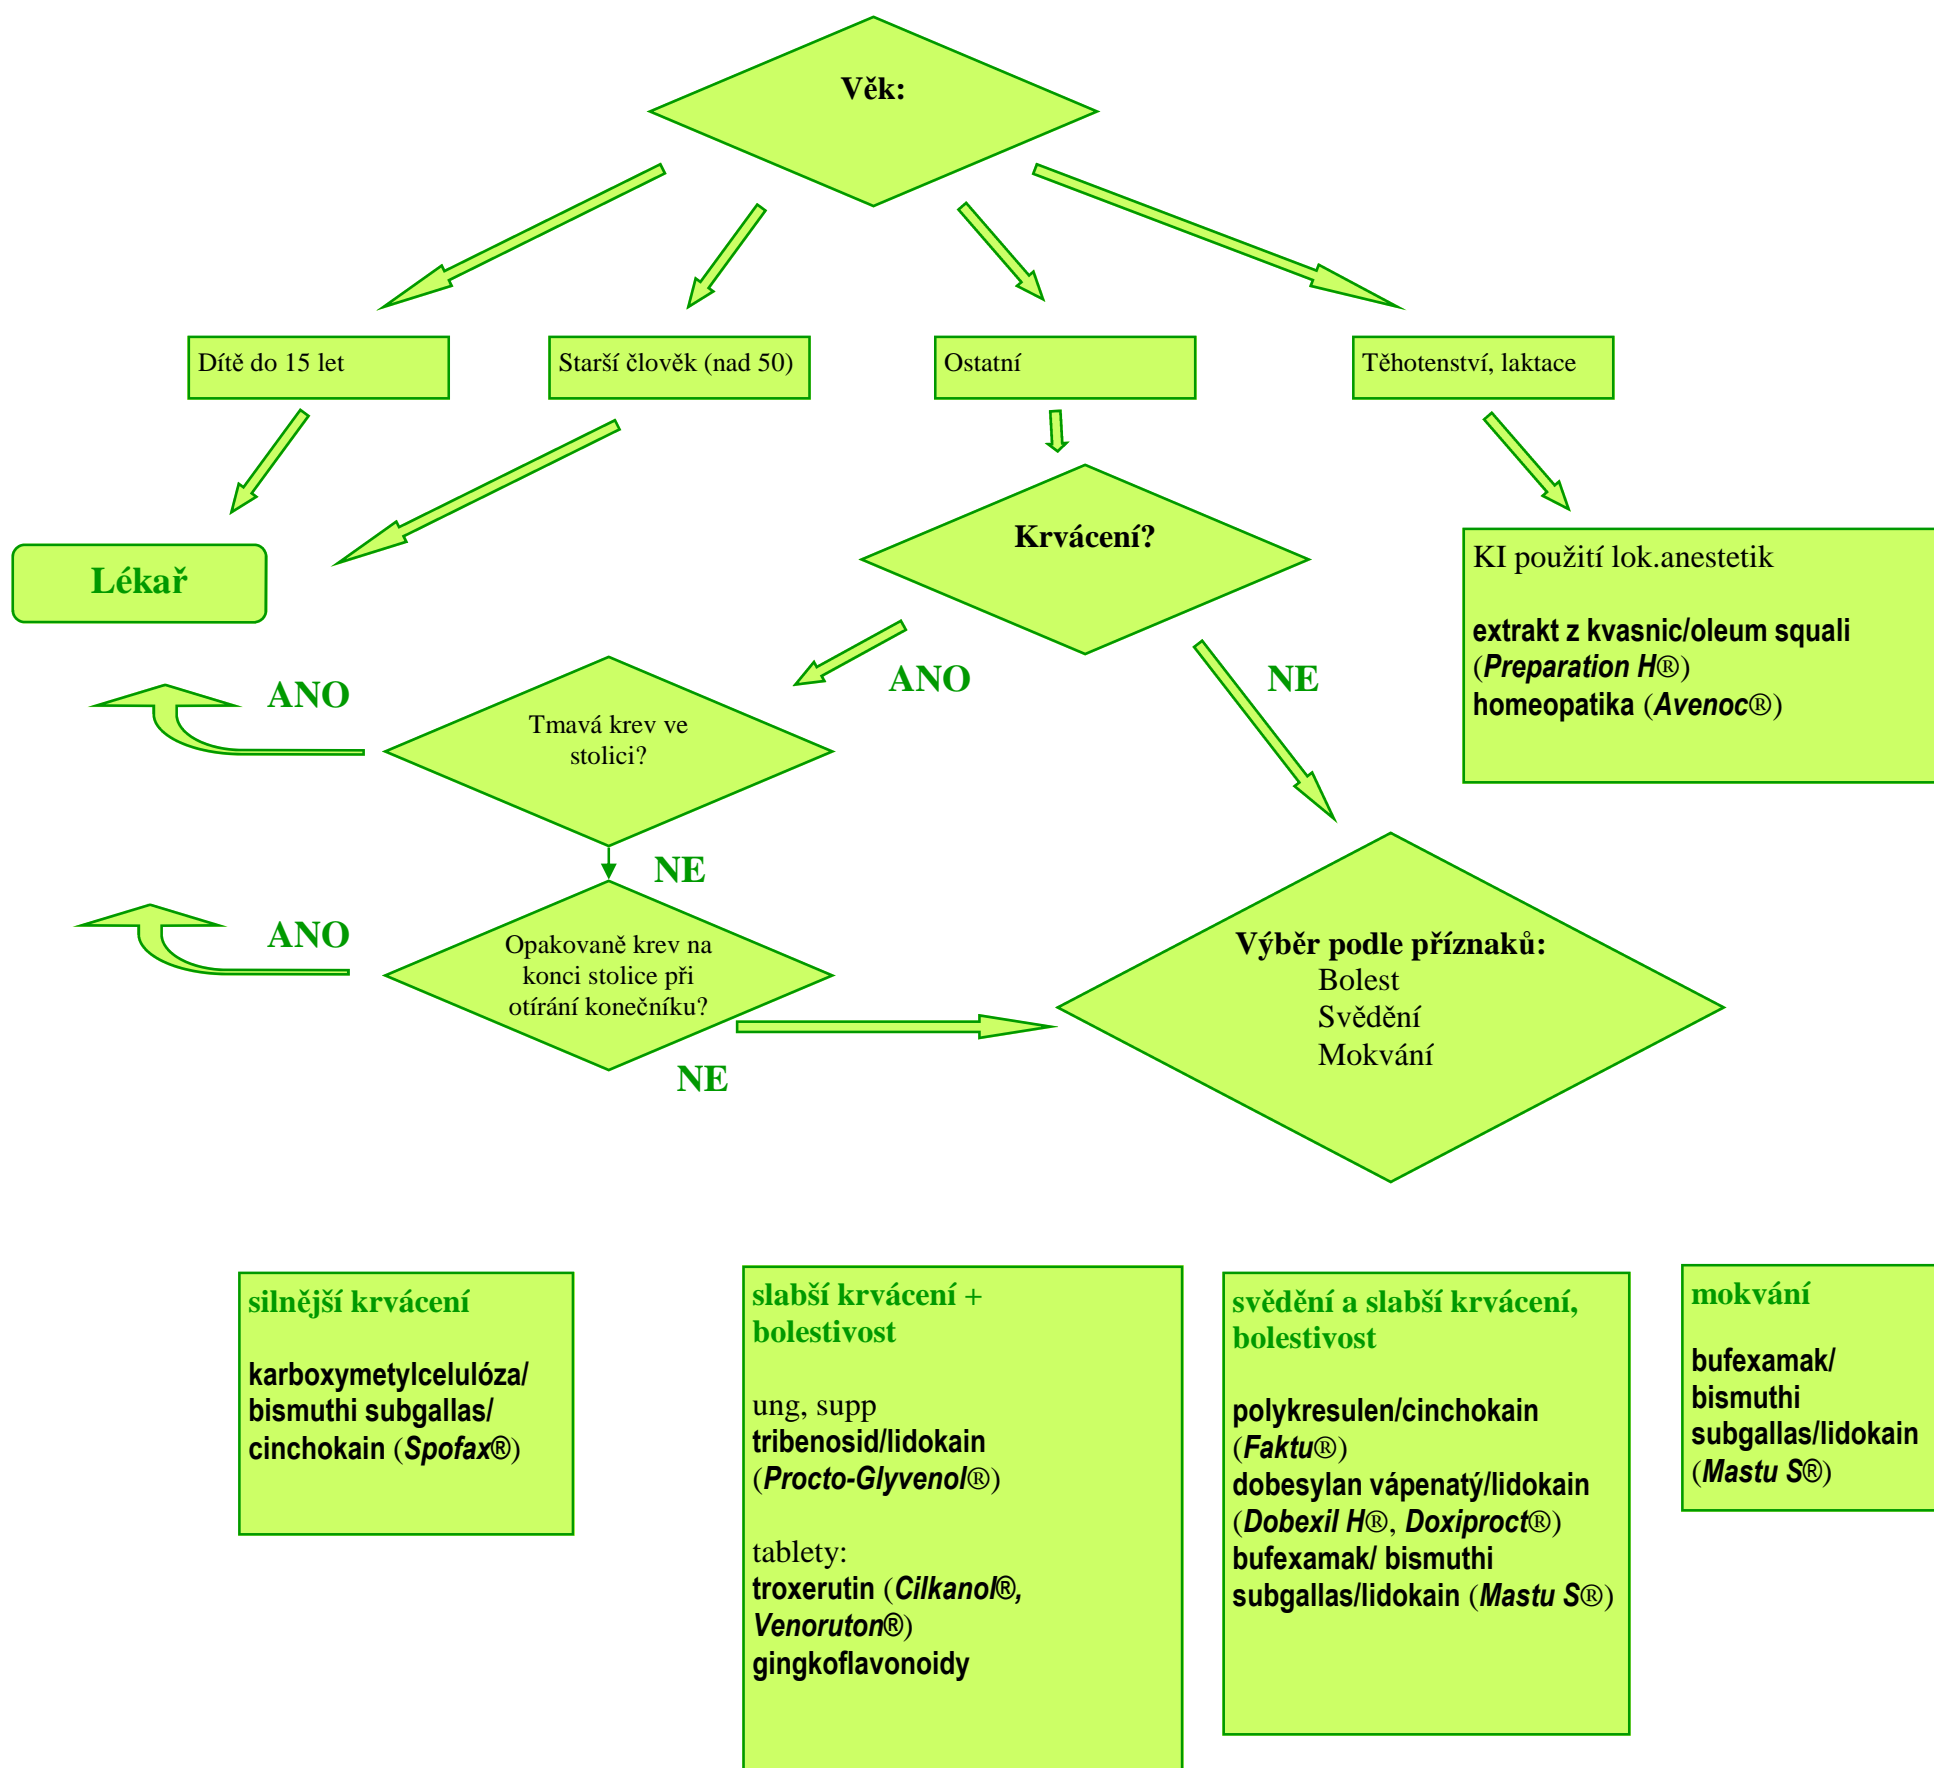 Věk:
Dítě do 15 let
Starší člověk (nad 50)
Ostatní
Těhotenství, laktace
Lékař
Krvácení?
KI použití lok.anestetik
extrakt z kvasnic/oleum squali
(Preparation H®)
homeopatika (Avenoc®)
ANO
NE
ANO
Tmavá krev ve
stolici?
NE
ANO
Opakovaně krev na
konci stolice při
otírání konečníku?
NE
Výběr podle příznaků:
Bolest
Svědění
Mokvání
silnější krvácení
karboxymetylcelulóza/
bismuthi subgallas/
cinchokain (Spofax®)
slabší krvácení +
bolestivost
ung, supp
tribenosid/lidokain
(Procto-Glyvenol®)
tablety:
troxerutin (Cilkanol®,
Venoruton®)
gingkoflavonoidy
svědění a slabší krvácení,
bolestivost
polykresulen/cinchokain
(Faktu®)
dobesylan vápenatý/lidokain
(Dobexil H®, Doxiproct®)
bufexamak/ bismuthi
subgallas/lidokain (Mastu S®)
mokvání
bufexamak/
bismuthi
subgallas/lidokain
(Mastu S®)